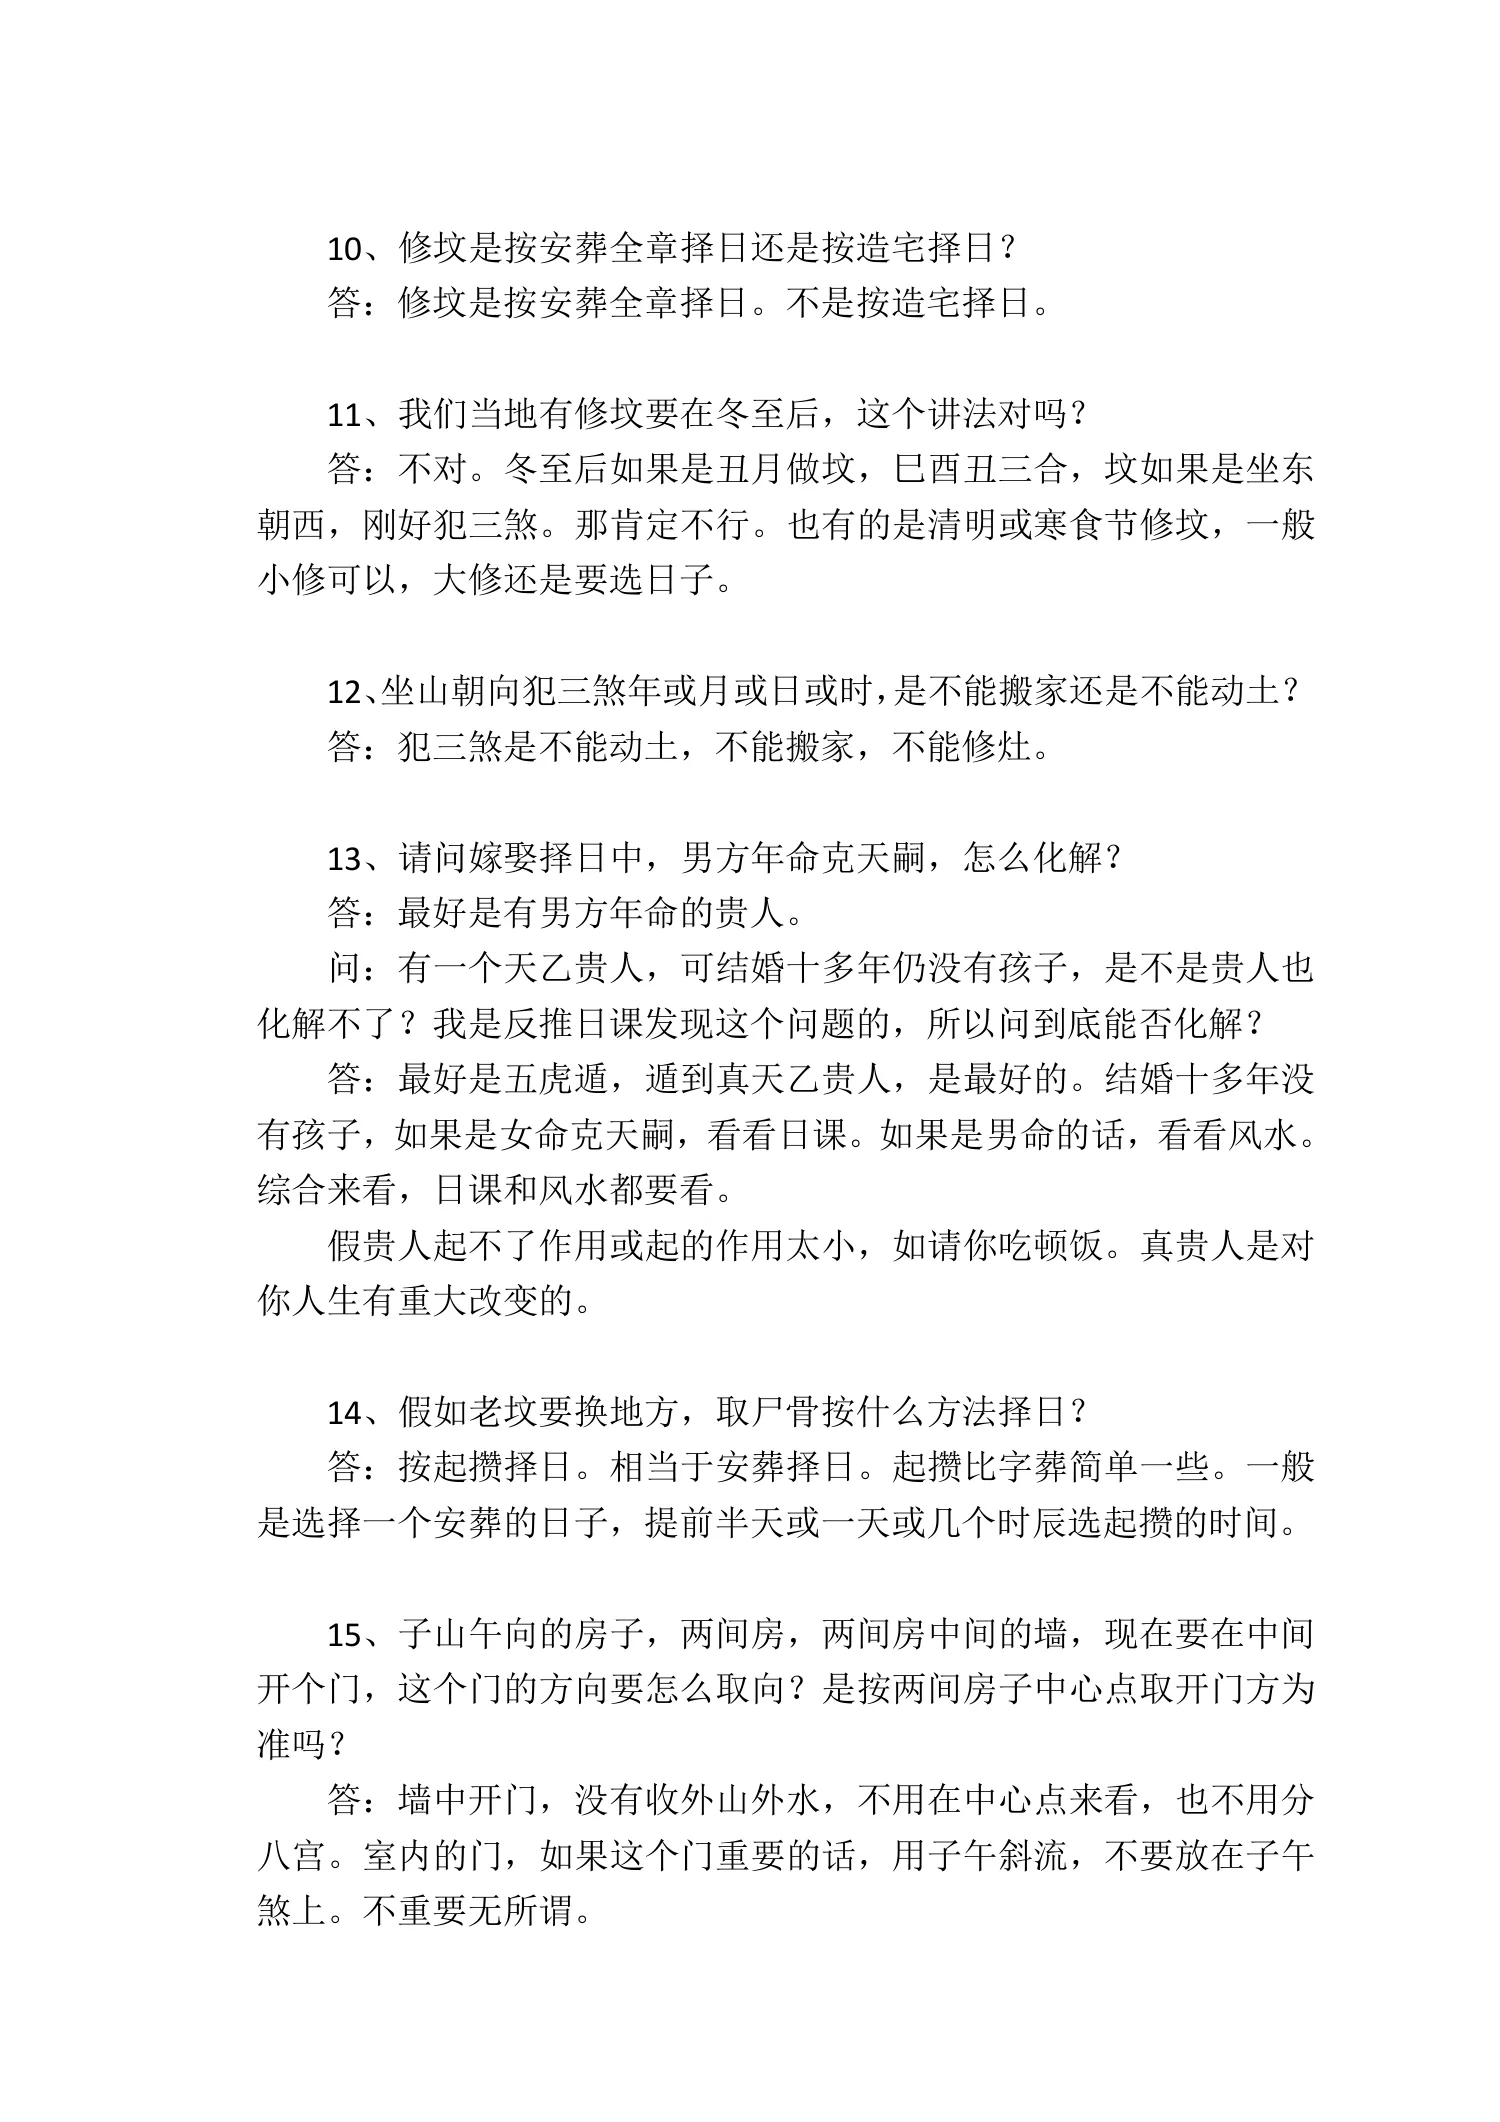 10、修坟是按安葬全章择日还是按造宅择日？
答：修坟是按安葬全章择日。不是按造宅择日。
11、我们当地有修坟要在冬至后，这个讲法对吗？
答：不对。冬至后如果是丑月做坟，巳酉丑三合，坟如果是坐东
朝西，刚好犯三煞。那肯定不行。也有的是清明或寒食节修坟，一般
小修可以，大修还是要选日子。
12、坐山朝向犯三煞年或月或日或时，是不能搬家还是不能动土？
答：犯三煞是不能动土，不能搬家，不能修灶。
13、请问嫁娶择日中，男方年命克天嗣，怎么化解？
答：最好是有男方年命的贵人。
问：有一个天乙贵人，可结婚十多年仍没有孩子，是不是贵人也
化解不了？我是反推日课发现这个问题的，所以问到底能否化解？
答：最好是五虎遁，遁到真天乙贵人，是最好的。结婚十多年没
有孩子，如果是女命克天嗣，看看日课。如果是男命的话，看看风水。
综合来看，日课和风水都要看。
假贵人起不了作用或起的作用太小，如请你吃顿饭。真贵人是对
你人生有重大改变的。
14、假如老坟要换地方，取尸骨按什么方法择日？
答：按起攒择日。相当于安葬择日。起攒比字葬简单一些。一般
是选择一个安葬的日子，提前半天或一天或几个时辰选起攒的时间。
15、子山午向的房子，两间房，两间房中间的墙，现在要在中间
开个门，这个门的方向要怎么取向？是按两间房子中心点取开门方为
准吗？
答：墙中开门，没有收外山外水，不用在中心点来看，也不用分
八宫。室内的门，如果这个门重要的话，用子午斜流，不要放在子午
煞上。不重要无所谓。